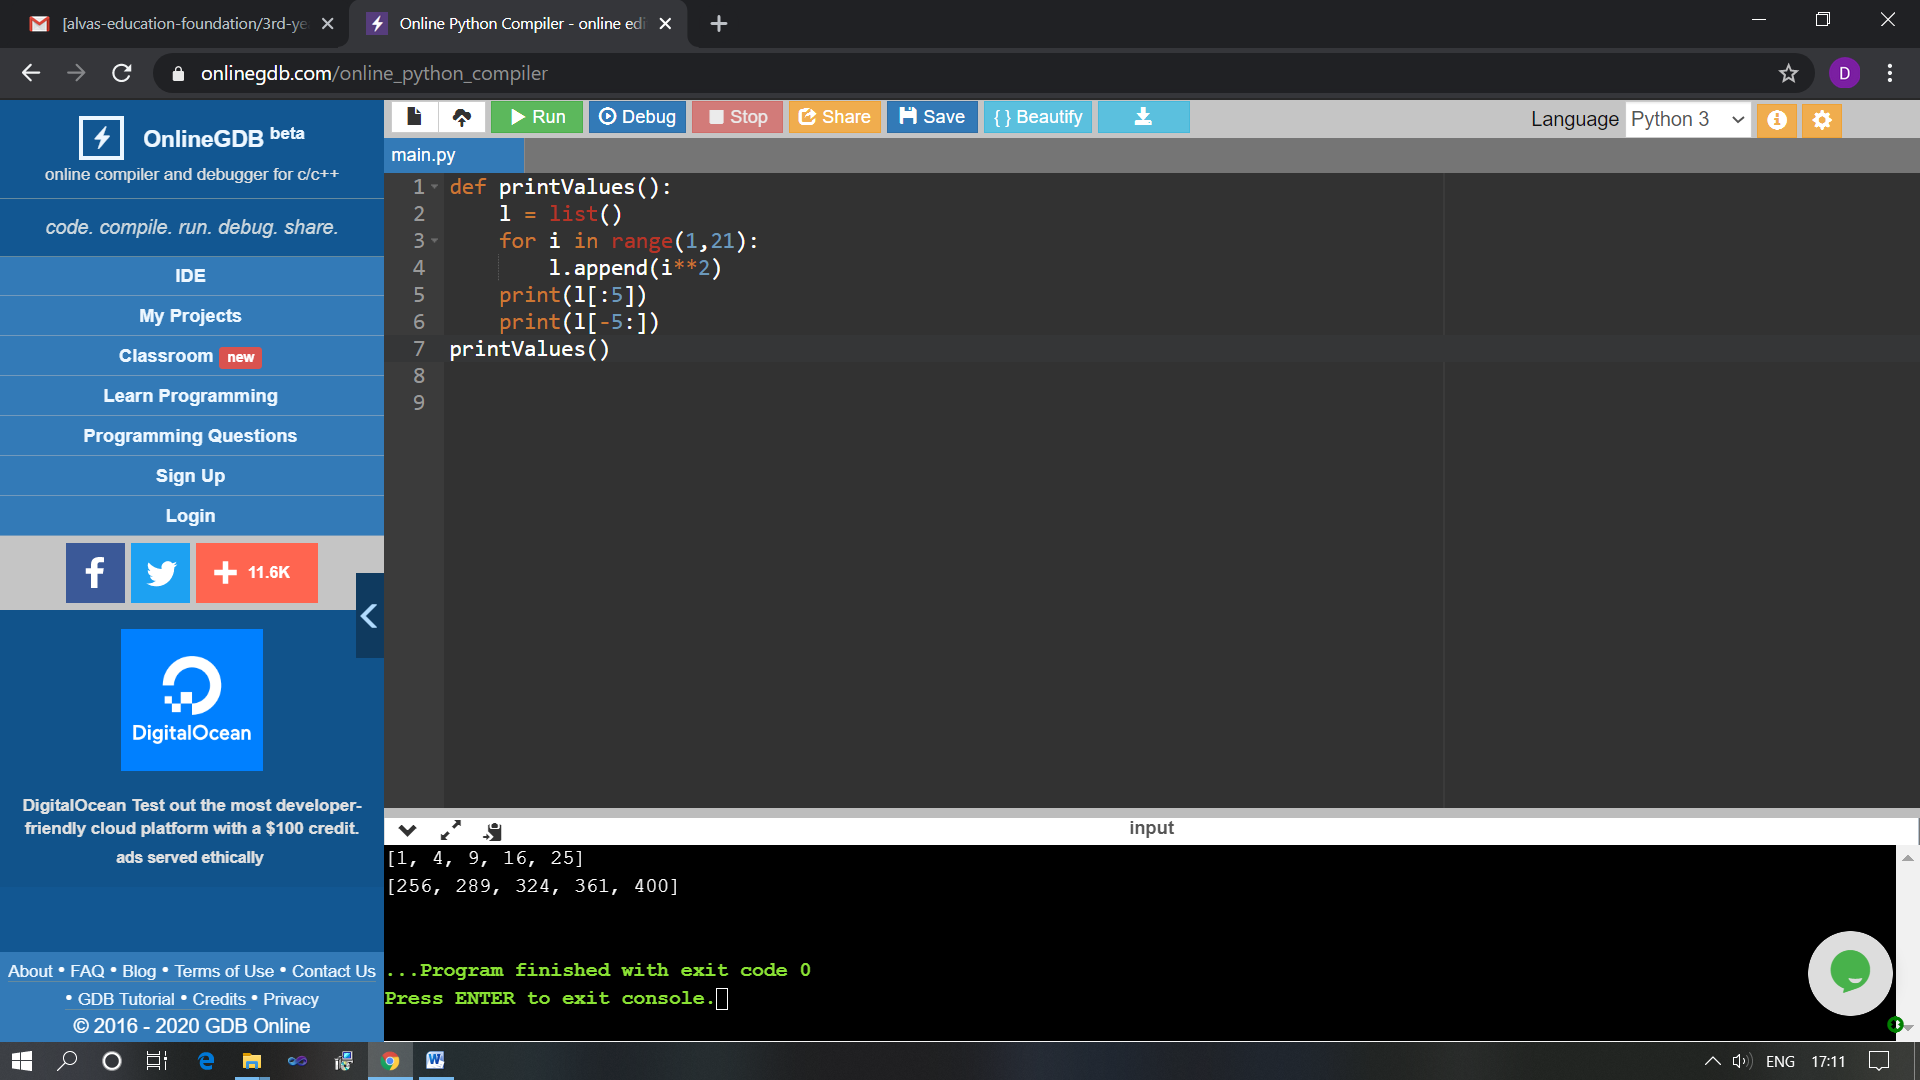 [alvas-education-foundation/3rd-ye
Online Python Compiler - online edi
onlinegdb.com/online_python_compiler
D
OnlineGDB beta
online compiler and debugger for c/c++
code. compile. run. debug. share.
IDE
My Projects
Classroom new
Learn Programming
Programming Questions
Sign Up
Login
f
+ 11.6K
DigitalOcean
DigitalOcean Test out the most developer-
friendly cloud platform with a $100 credit.
ads served ethically
About • FAQ • Blog • Terms of Use • Contact Us
• GDB Tutorial • Credits • Privacy
© 2016 - 2020 GDB Online
Run Debug Stop Share Save { } Beautify
Language Python 3
main.py
1 def printValues():
2     l = list()
3     for i in range(1,21):
4         l.append(i**2)
5     print(l[:5])
6     print(l[-5:])
7 printValues()
8
9
input
[1, 4, 9, 16, 25]
[256, 289, 324, 361, 400]
...Program finished with exit code 0
Press ENTER to exit console.
ENG 17:11